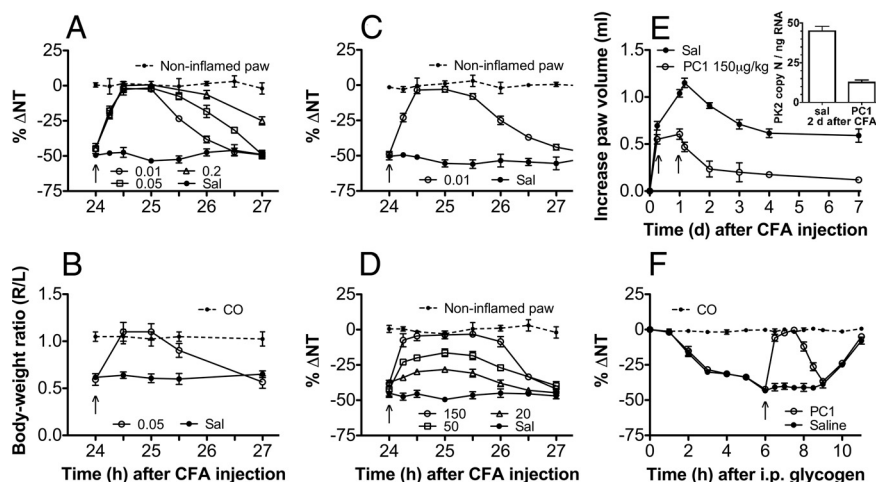 A
Non-inflamed paw
% ΔNT
25
0
-25
-50
-75
0.01
0.2
0.05
Sal
24
25
26
27
C
Non-inflamed paw
% ΔNT
25
0
-25
-50
-75
0.01
Sal
24
25
26
27
E
Increase paw volume (ml)
1.5
1.0
0.5
0.0
Sal
PC1 150µg/kg
0
1
2
3
4
5
6
7
Time (d) after CFA injection
PK2 copy N / ng RNA
50
25
0
sal
PC1
2 d after CFA
B
CO
Body-weight ratio (R/L)
1.5
1.0
0.5
0.0
0.05
Sal
24
25
26
27
Time (h) after CFA injection
D
Non-inflamed paw
% ΔNT
25
0
-25
-50
-75
150
20
50
Sal
24
25
26
27
Time (h) after CFA injection
F
CO
% ΔNT
25
0
-25
-50
-75
PC1
Saline
0
2
4
6
8
10
Time (h) after i.p. glycogen